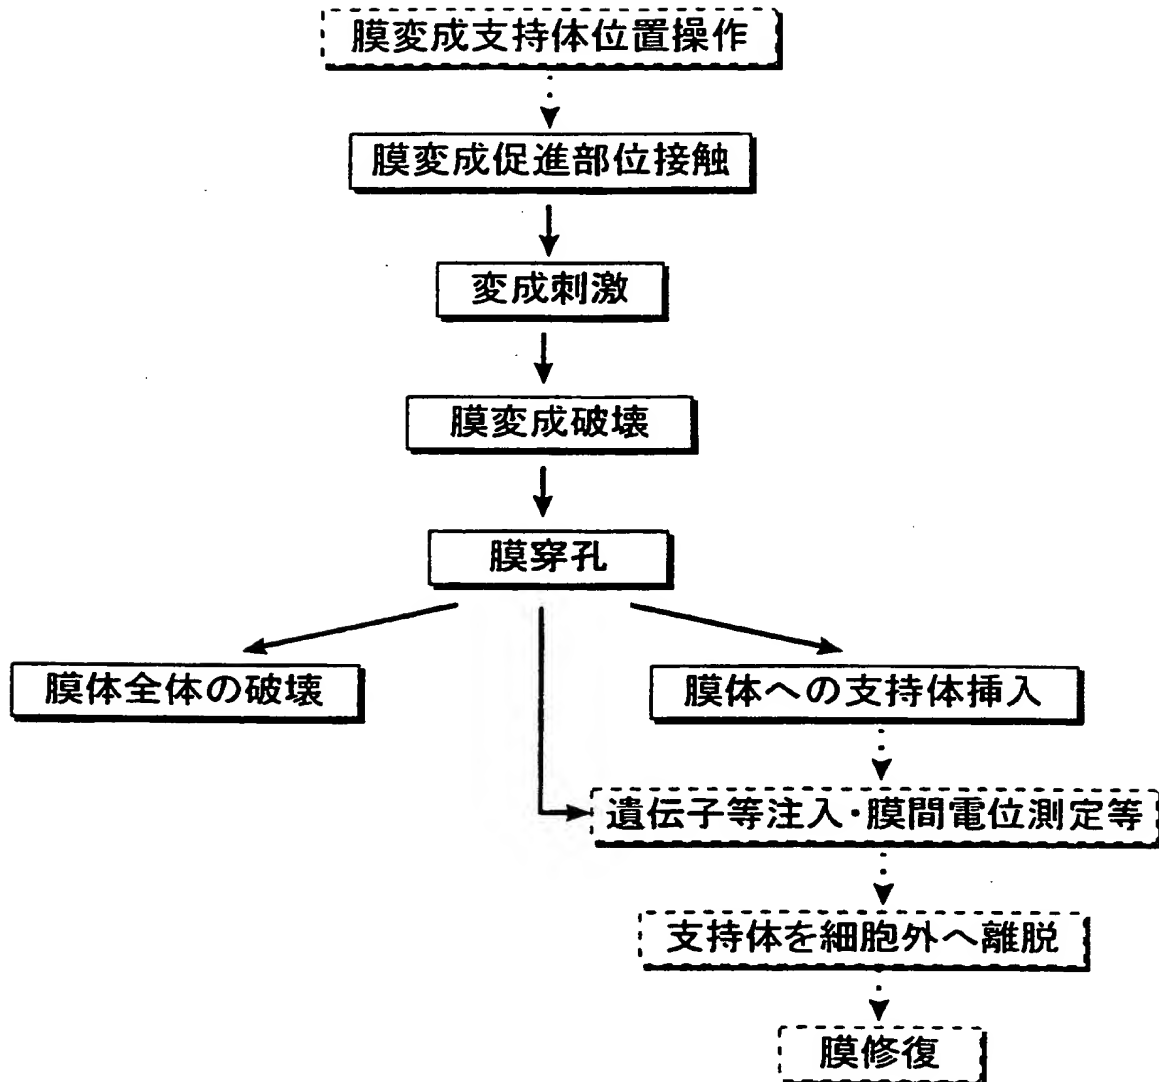 膜変成支持体位置操作
膜変成促進部位接触
変成刺激
膜変成破壊
膜穿孔
膜体全体の破壊
膜体への支持体挿入
遺伝子等注入・膜間電位測定等
支持体を細胞外へ離脱
膜修復